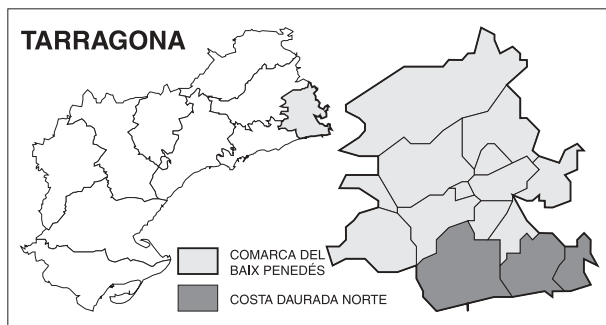 TARRAGONA
COMARCA DEL
BAIX PENEDÉS
COSTA DAURADA NORTE